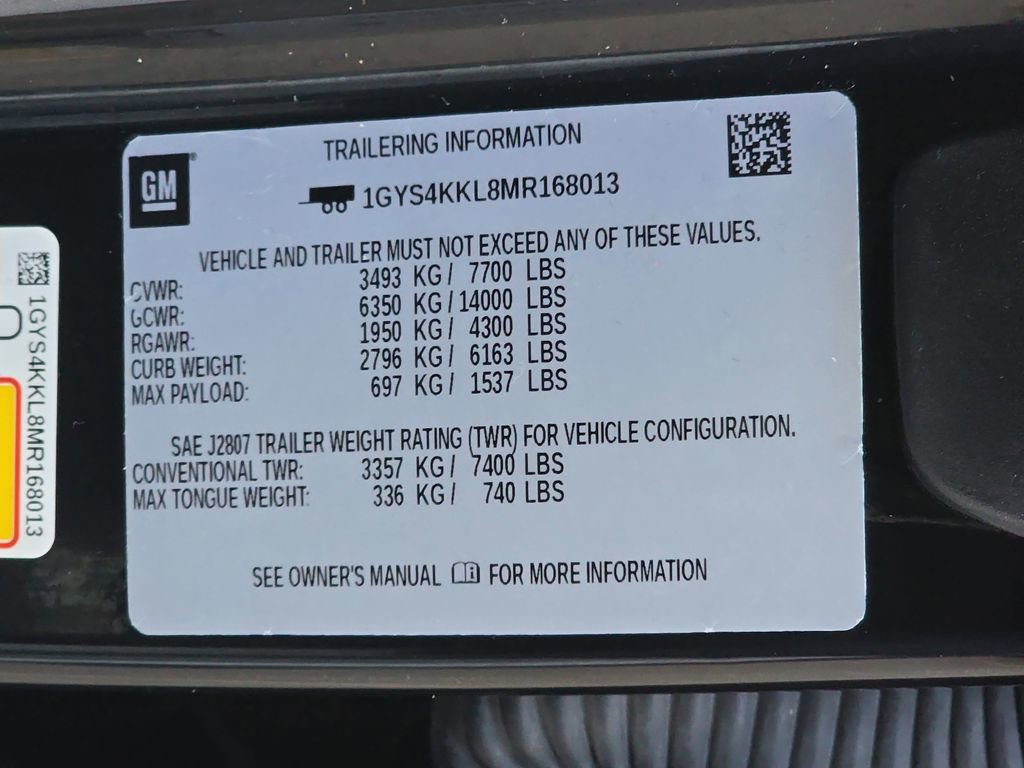 GM
TRAILERING INFORMATION
1GYS4KKL8MR168013
VEHICLE AND TRAILER MUST NOT EXCEED ANY OF THESE VALUES.
GVWR: 3493 KG/ 7700 LBS
GCWR: 6350 KG/14000 LBS
RGAWR: 1950 KG/ 4300 LBS
CURB WEIGHT: 2796 KG/ 6163 LBS
MAX PAYLOAD: 697 KG/ 1537 LBS
SAE J2807 TRAILER WEIGHT RATING (TWR) FOR VEHICLE CONFIGURATION.
CONVENTIONAL TWR: 3357 KG/ 7400 LBS
MAX TONGUE WEIGHT: 336 KG/ 740 LBS
SEE OWNER'S MANUAL FOR MORE INFORMATION
1GYS4KKL8MR168013